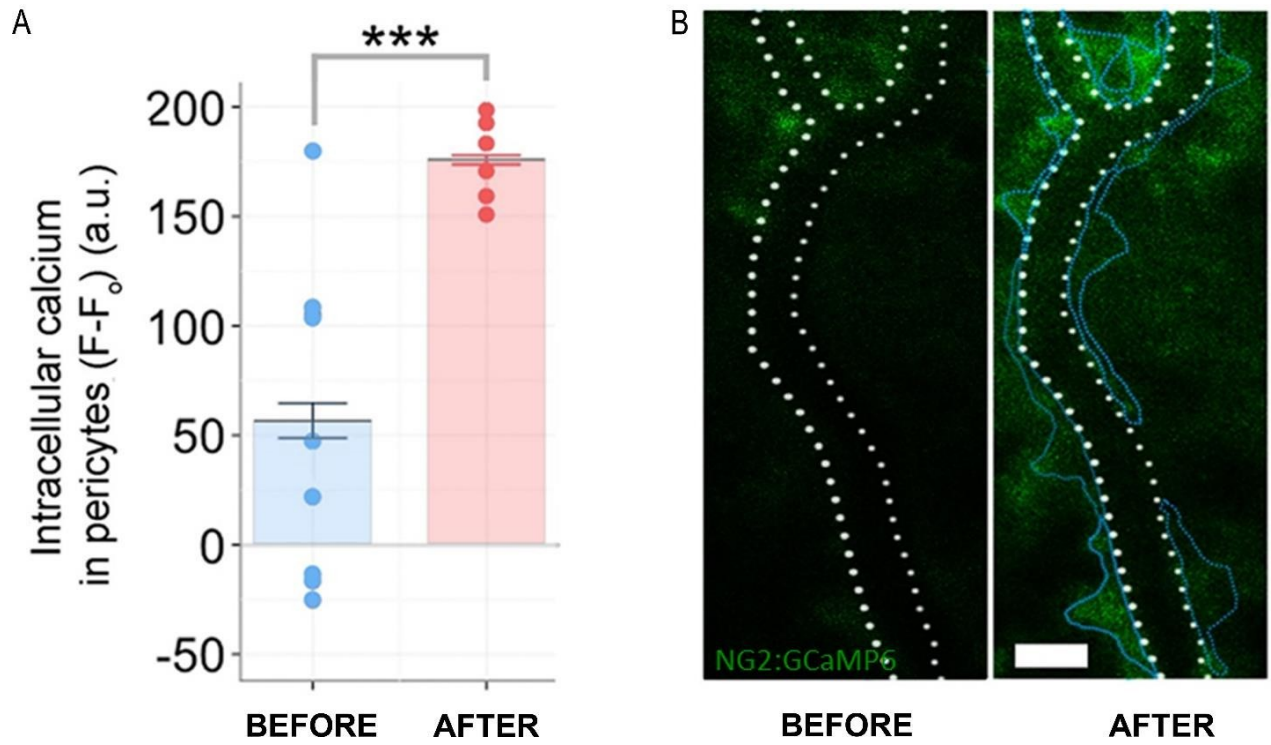 A
***
200
150
100
50
0
-50
Intracellular calcium
in pericytes (F-Fo) (a.u.)
BEFORE
AFTER
B
NG2:GCaMP6
BEFORE
AFTER